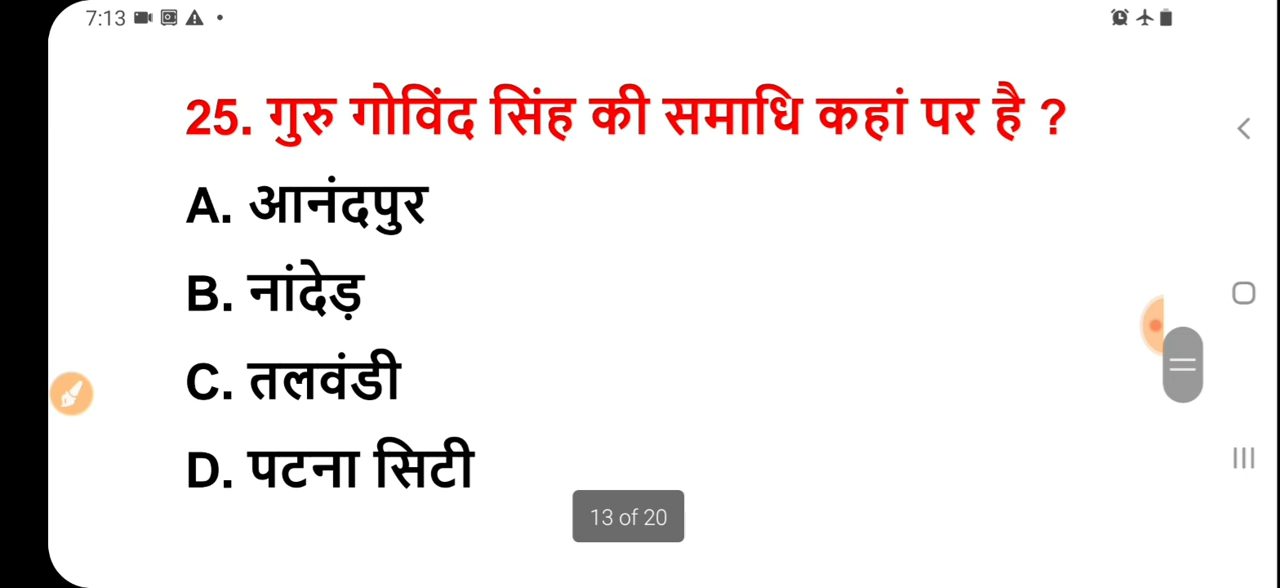 7:13
25. गुरु गोविंद सिंह की समाधि कहां पर है ?
A. आनंदपुर
B. नांदेड़
C. तलवंडी
D. पटना सिटी
13 of 20